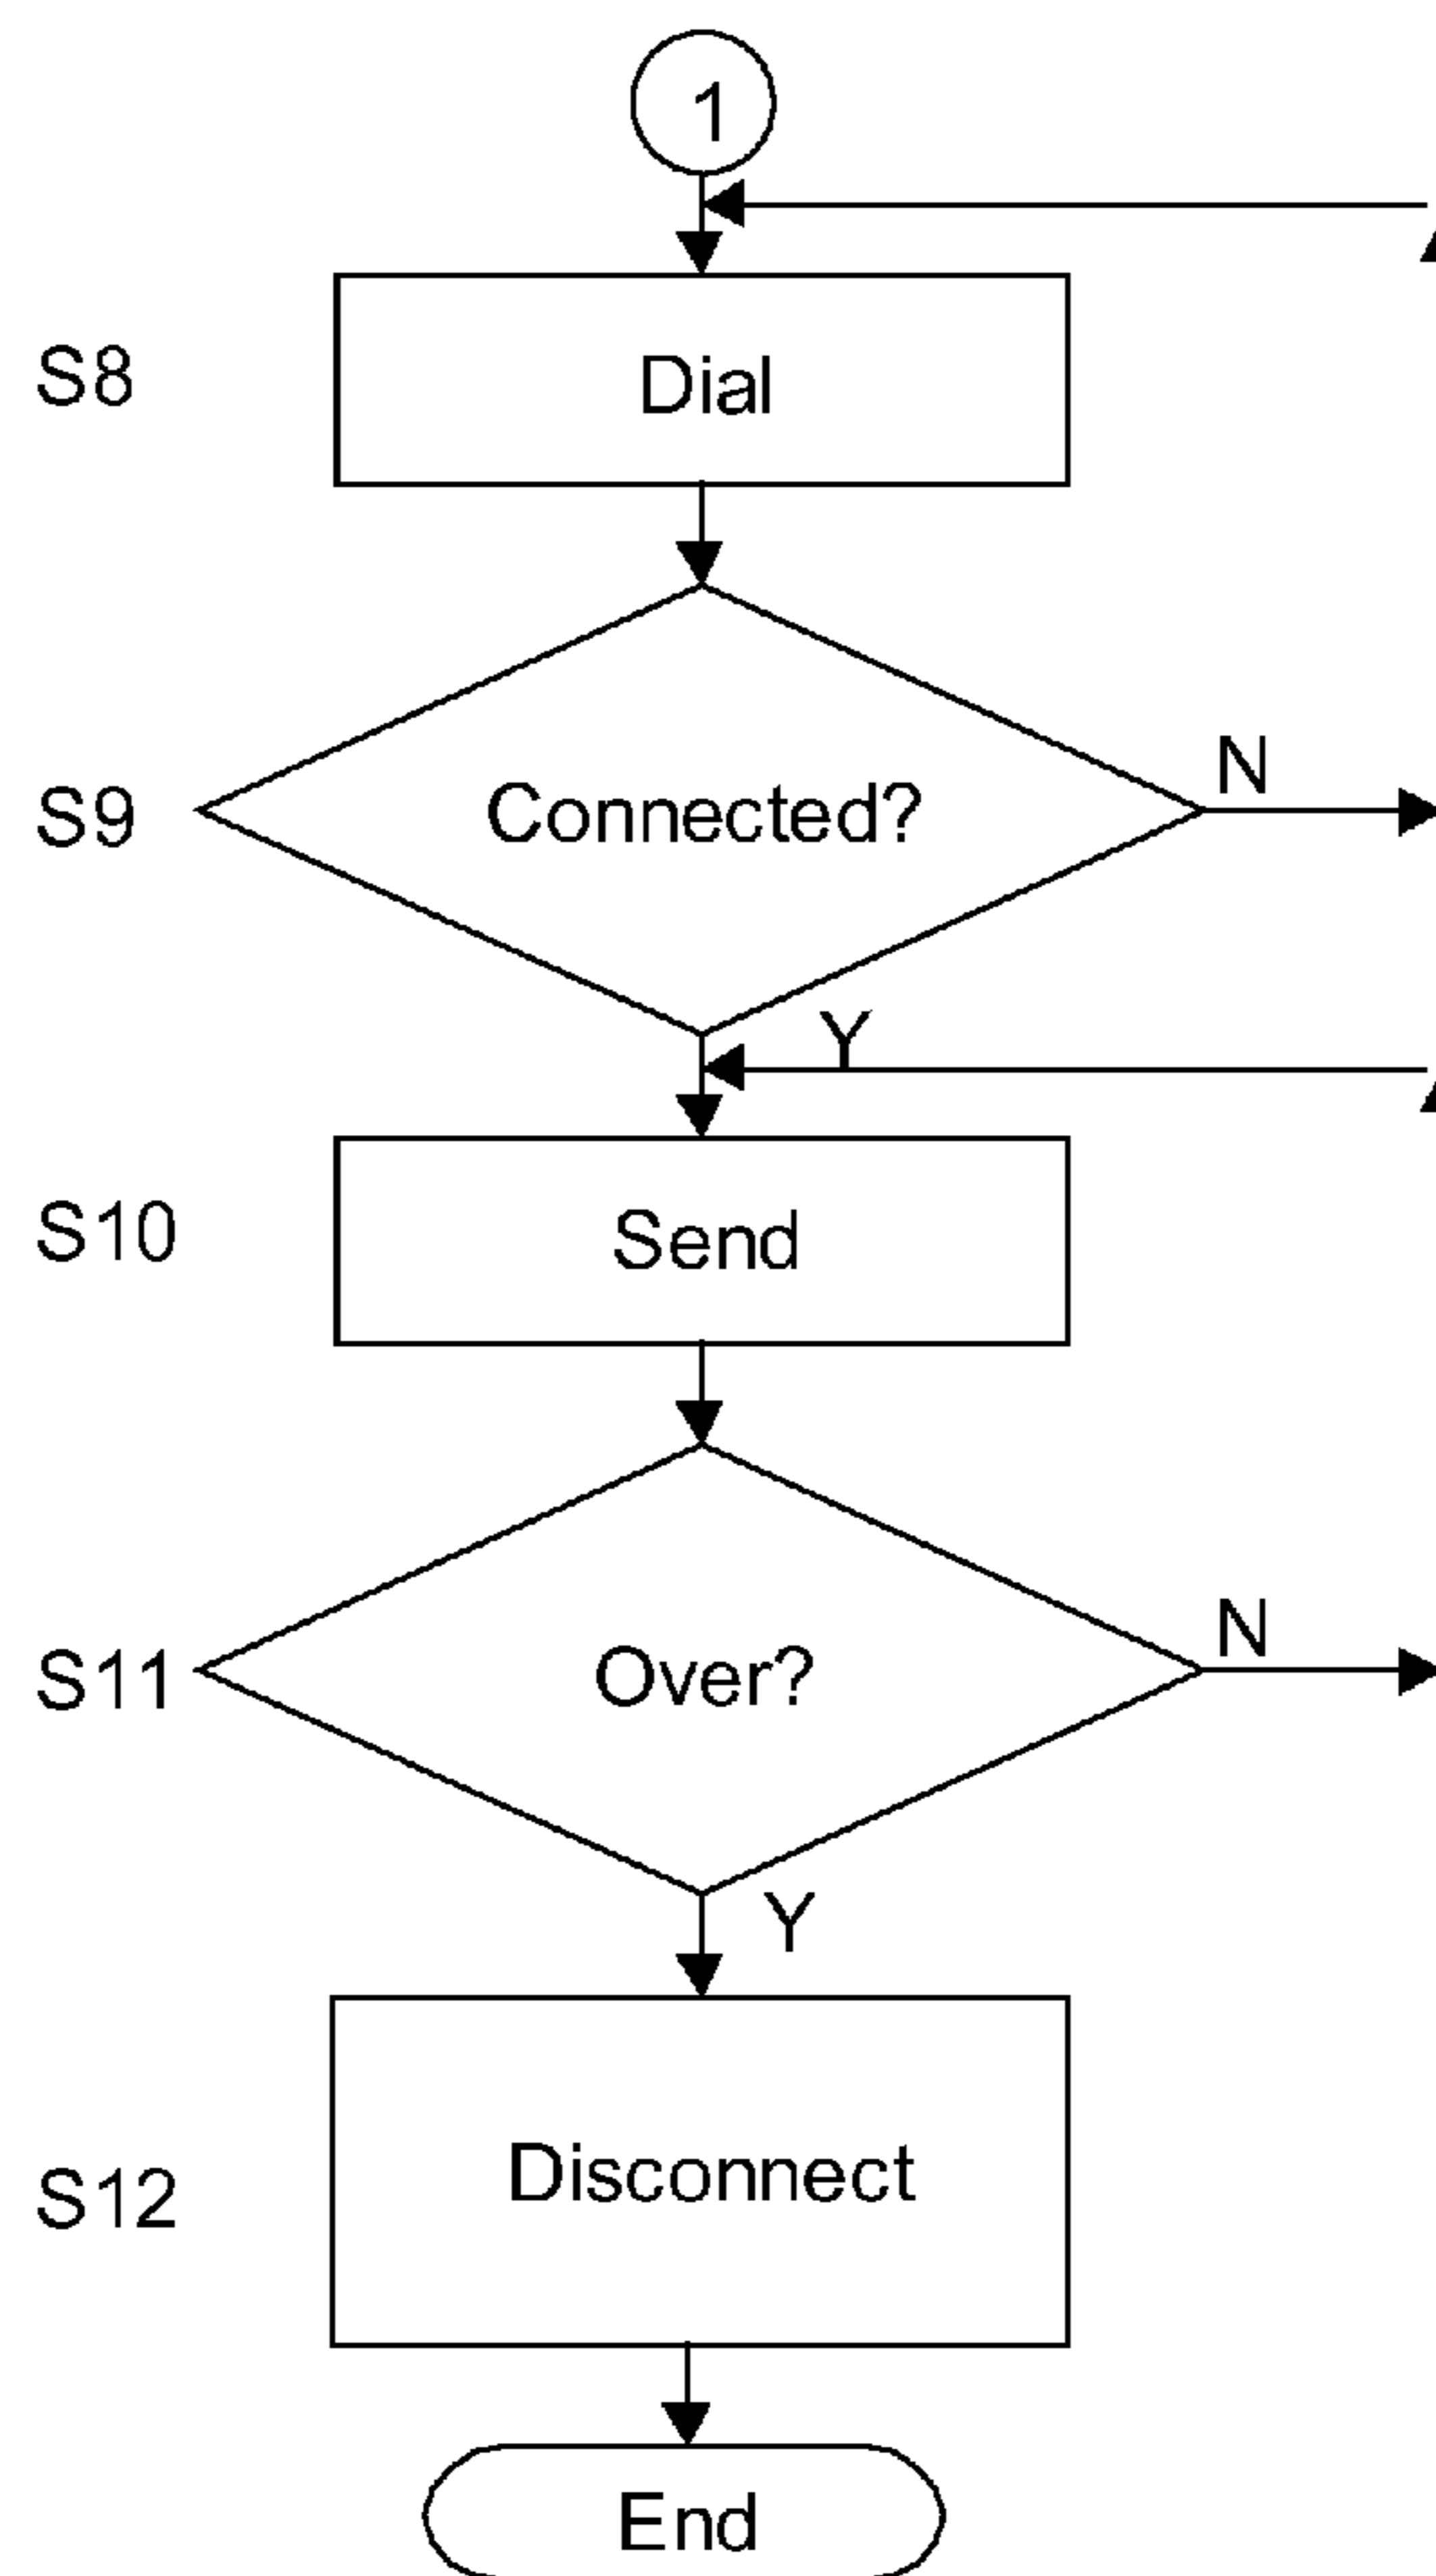 1
S8
Dial
S9
Connected?
N
Y
S10
Send
S11
Over?
N
Y
S12
Disconnect
End